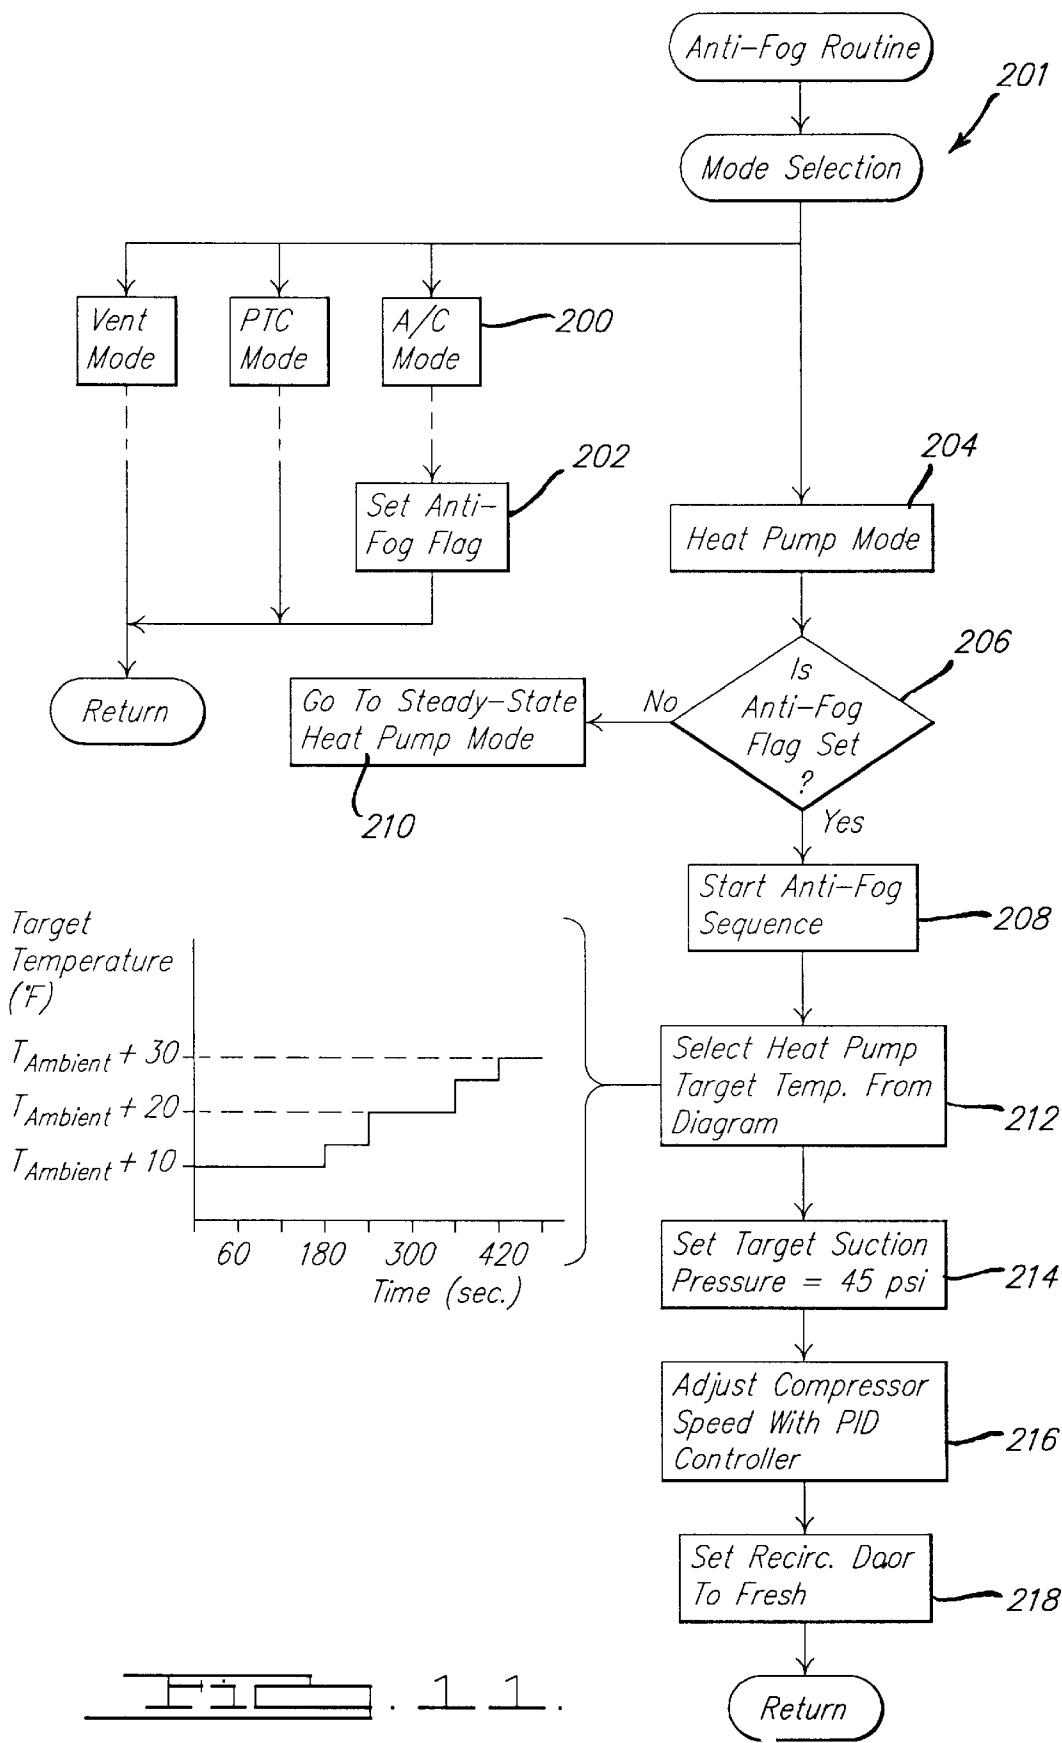 Anti-Fog Routine
201
Mode Selection
Vent
Mode
PTC
Mode
A/C
Mode
200
202
Set Anti-
Fog Flag
204
Heat Pump Mode
206
Is
Anti-Fog
Flag Set
?
No
Yes
Go To Steady-State
Heat Pump Mode
210
Return
Start Anti-Fog
Sequence
208
Target
Temperature
(°F)
TAmbient + 30
TAmbient + 20
TAmbient + 10
60 180 300 420
Time (sec.)
Select Heat Pump
Target Temp. From
Diagram
212
Set Target Suction
Pressure = 45 psi
214
Adjust Compressor
Speed With PID
Controller
216
Set Recirc. Door
To Fresh
218
Return
Fig. 11.